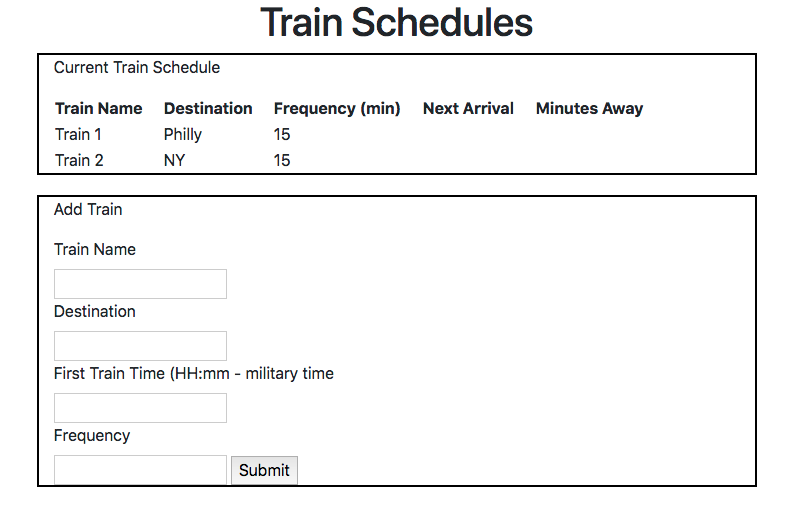 Train Schedules
Current Train Schedule
Train Name Destination Frequency (min) Next Arrival Minutes Away
Train 1 Philly 15
Train 2 NY 15
Add Train
Train Name
Destination
First Train Time (HH:mm - military time
Frequency
Submit